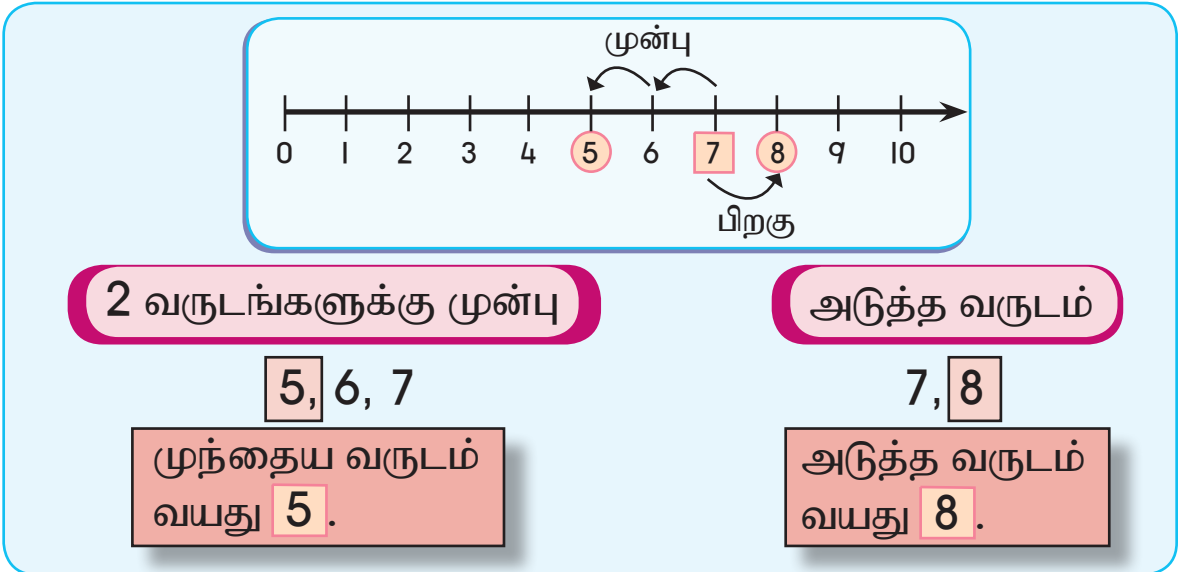 முன்பு
0 1 2 3 4 5 6 7 8 9 10
பிறகு
2 வருடங்களுக்கு முன்பு
5, 6, 7
முந்தைய வருடம்
வயது 5 .
அடுத்த வருடம்
7, 8
அடுத்த வருடம்
வயது 8 .